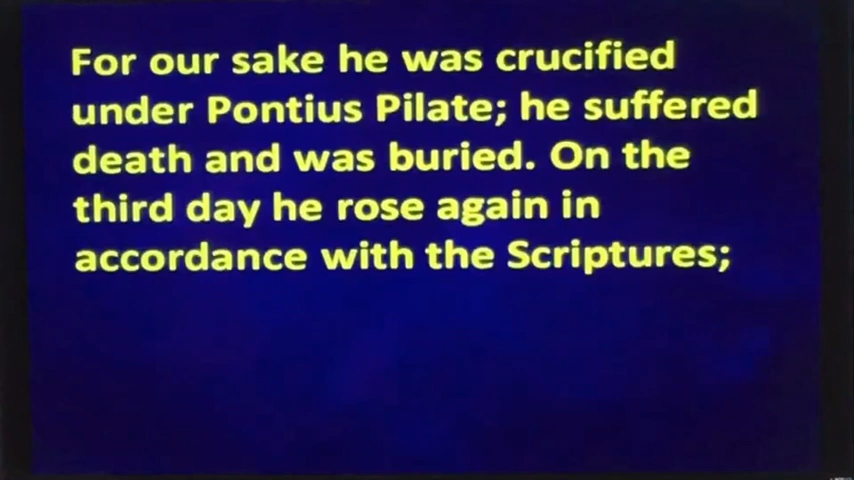 For our sake he was crucified
under Pontius Pilate; he suffered
death and was buried. On the
third day he rose again in
accordance with the Scriptures;